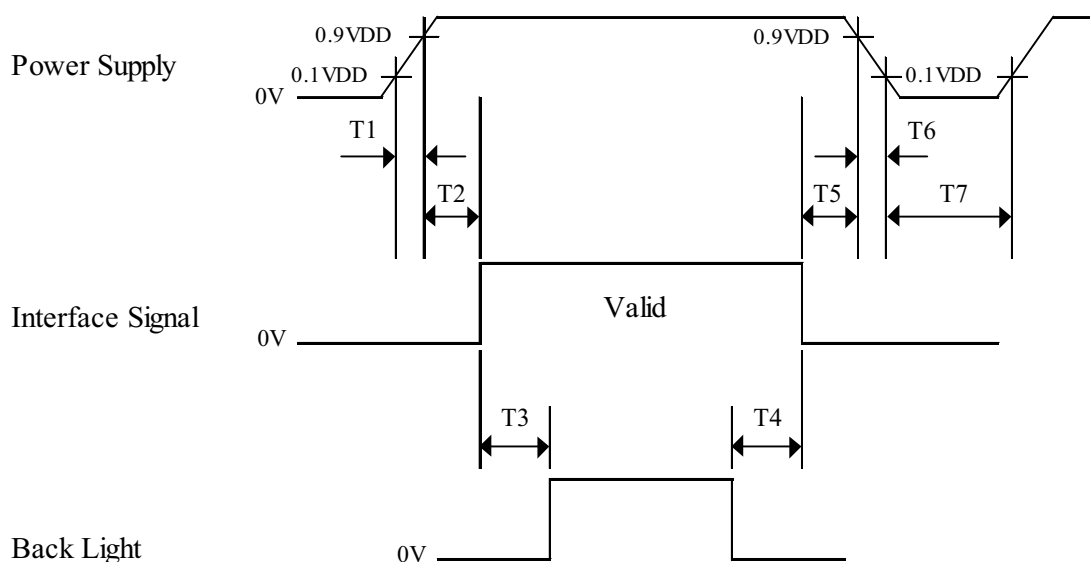 0.9VDD 0.9VDD
Power Supply
0.1VDD 0.1VDD
0V
T1 T6
T2 T5 T7
Valid
Interface Signal
0V
T3 T4
Back Light
0V